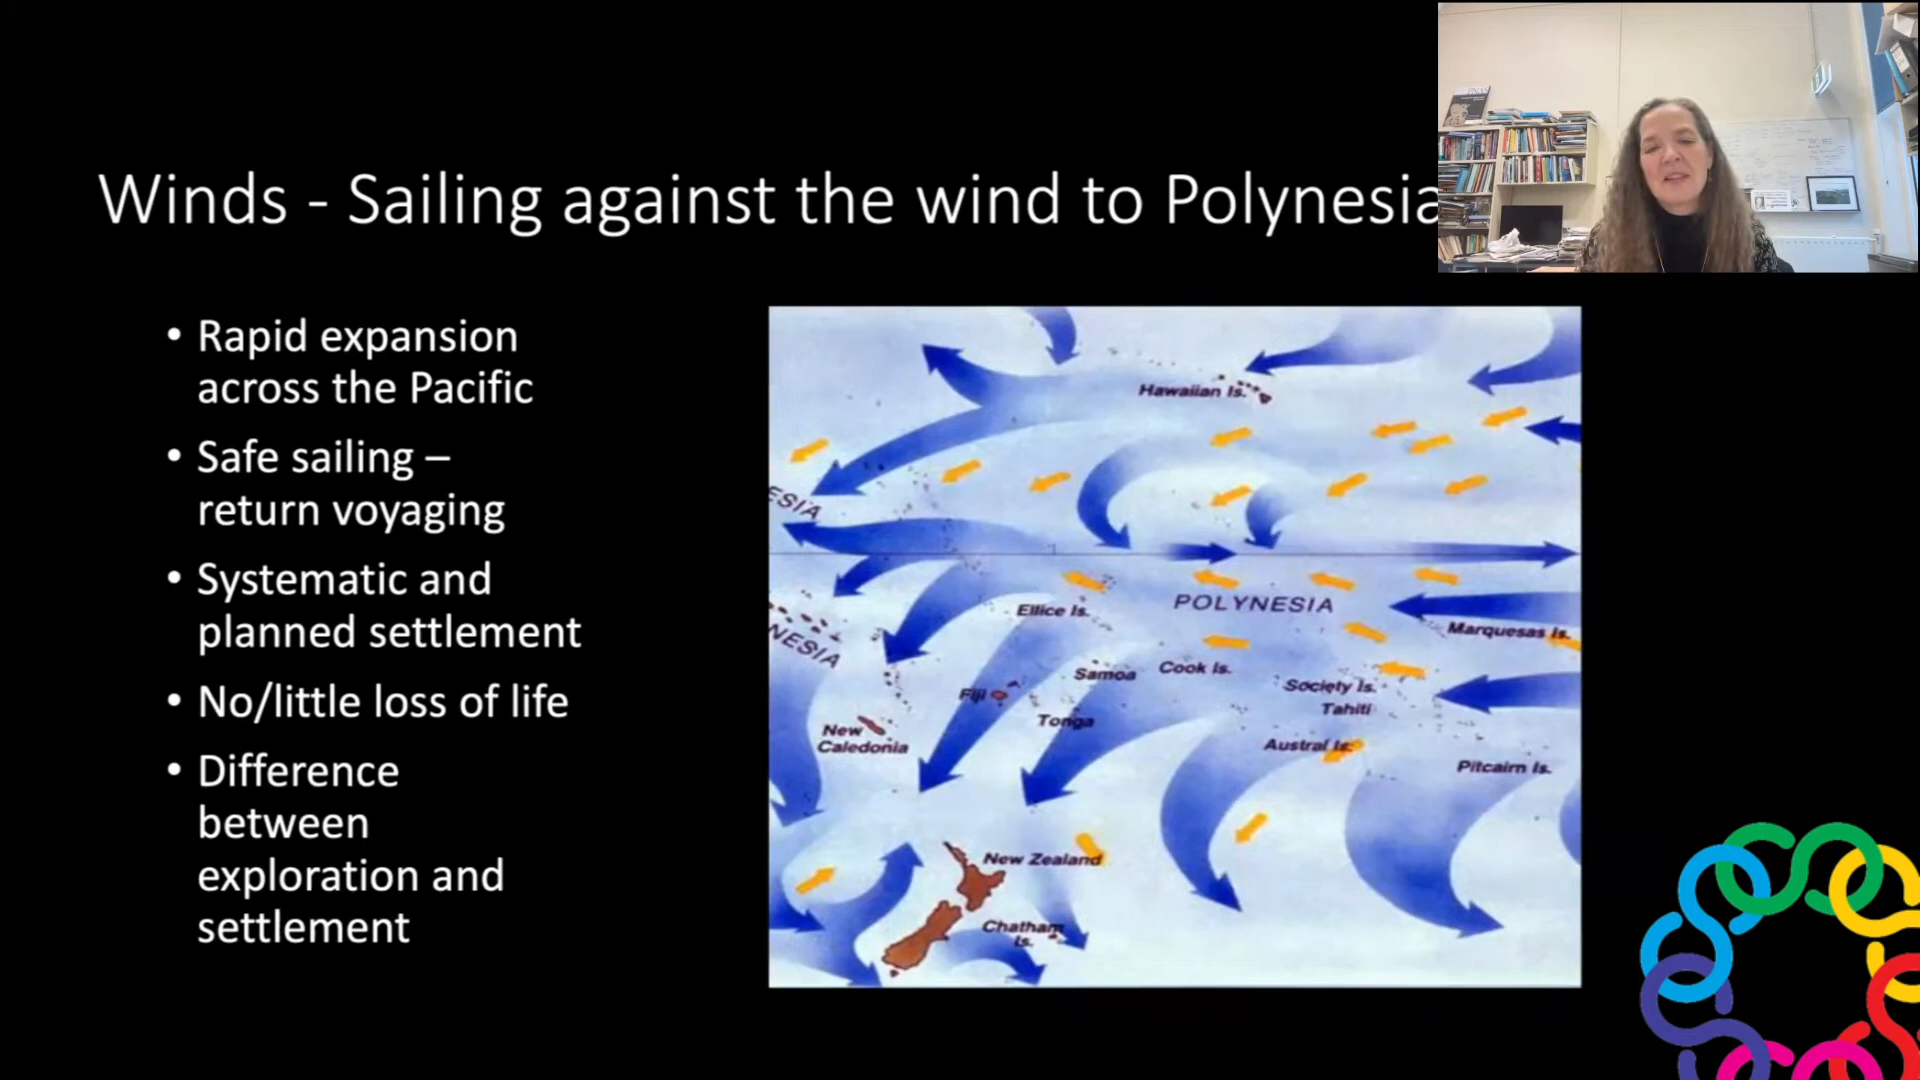 Winds - Sailing against the wind to Polynesia
• Rapid expansion
across the Pacific
• Safe sailing –
return voyaging
• Systematic and
planned settlement
• No/little loss of life
• Difference
between
exploration and
settlement
Hawaiian Is.
ESIA
POLYNESIA
Ellice Is.
Marquesas Is.
NESIA
Samoa
Cook Is.
Society Is.
Fiji
Tahiti
Tonga
New
Caledonia
Austral Is.
Pitcairn Is.
New Zealand
Chatham
Is.